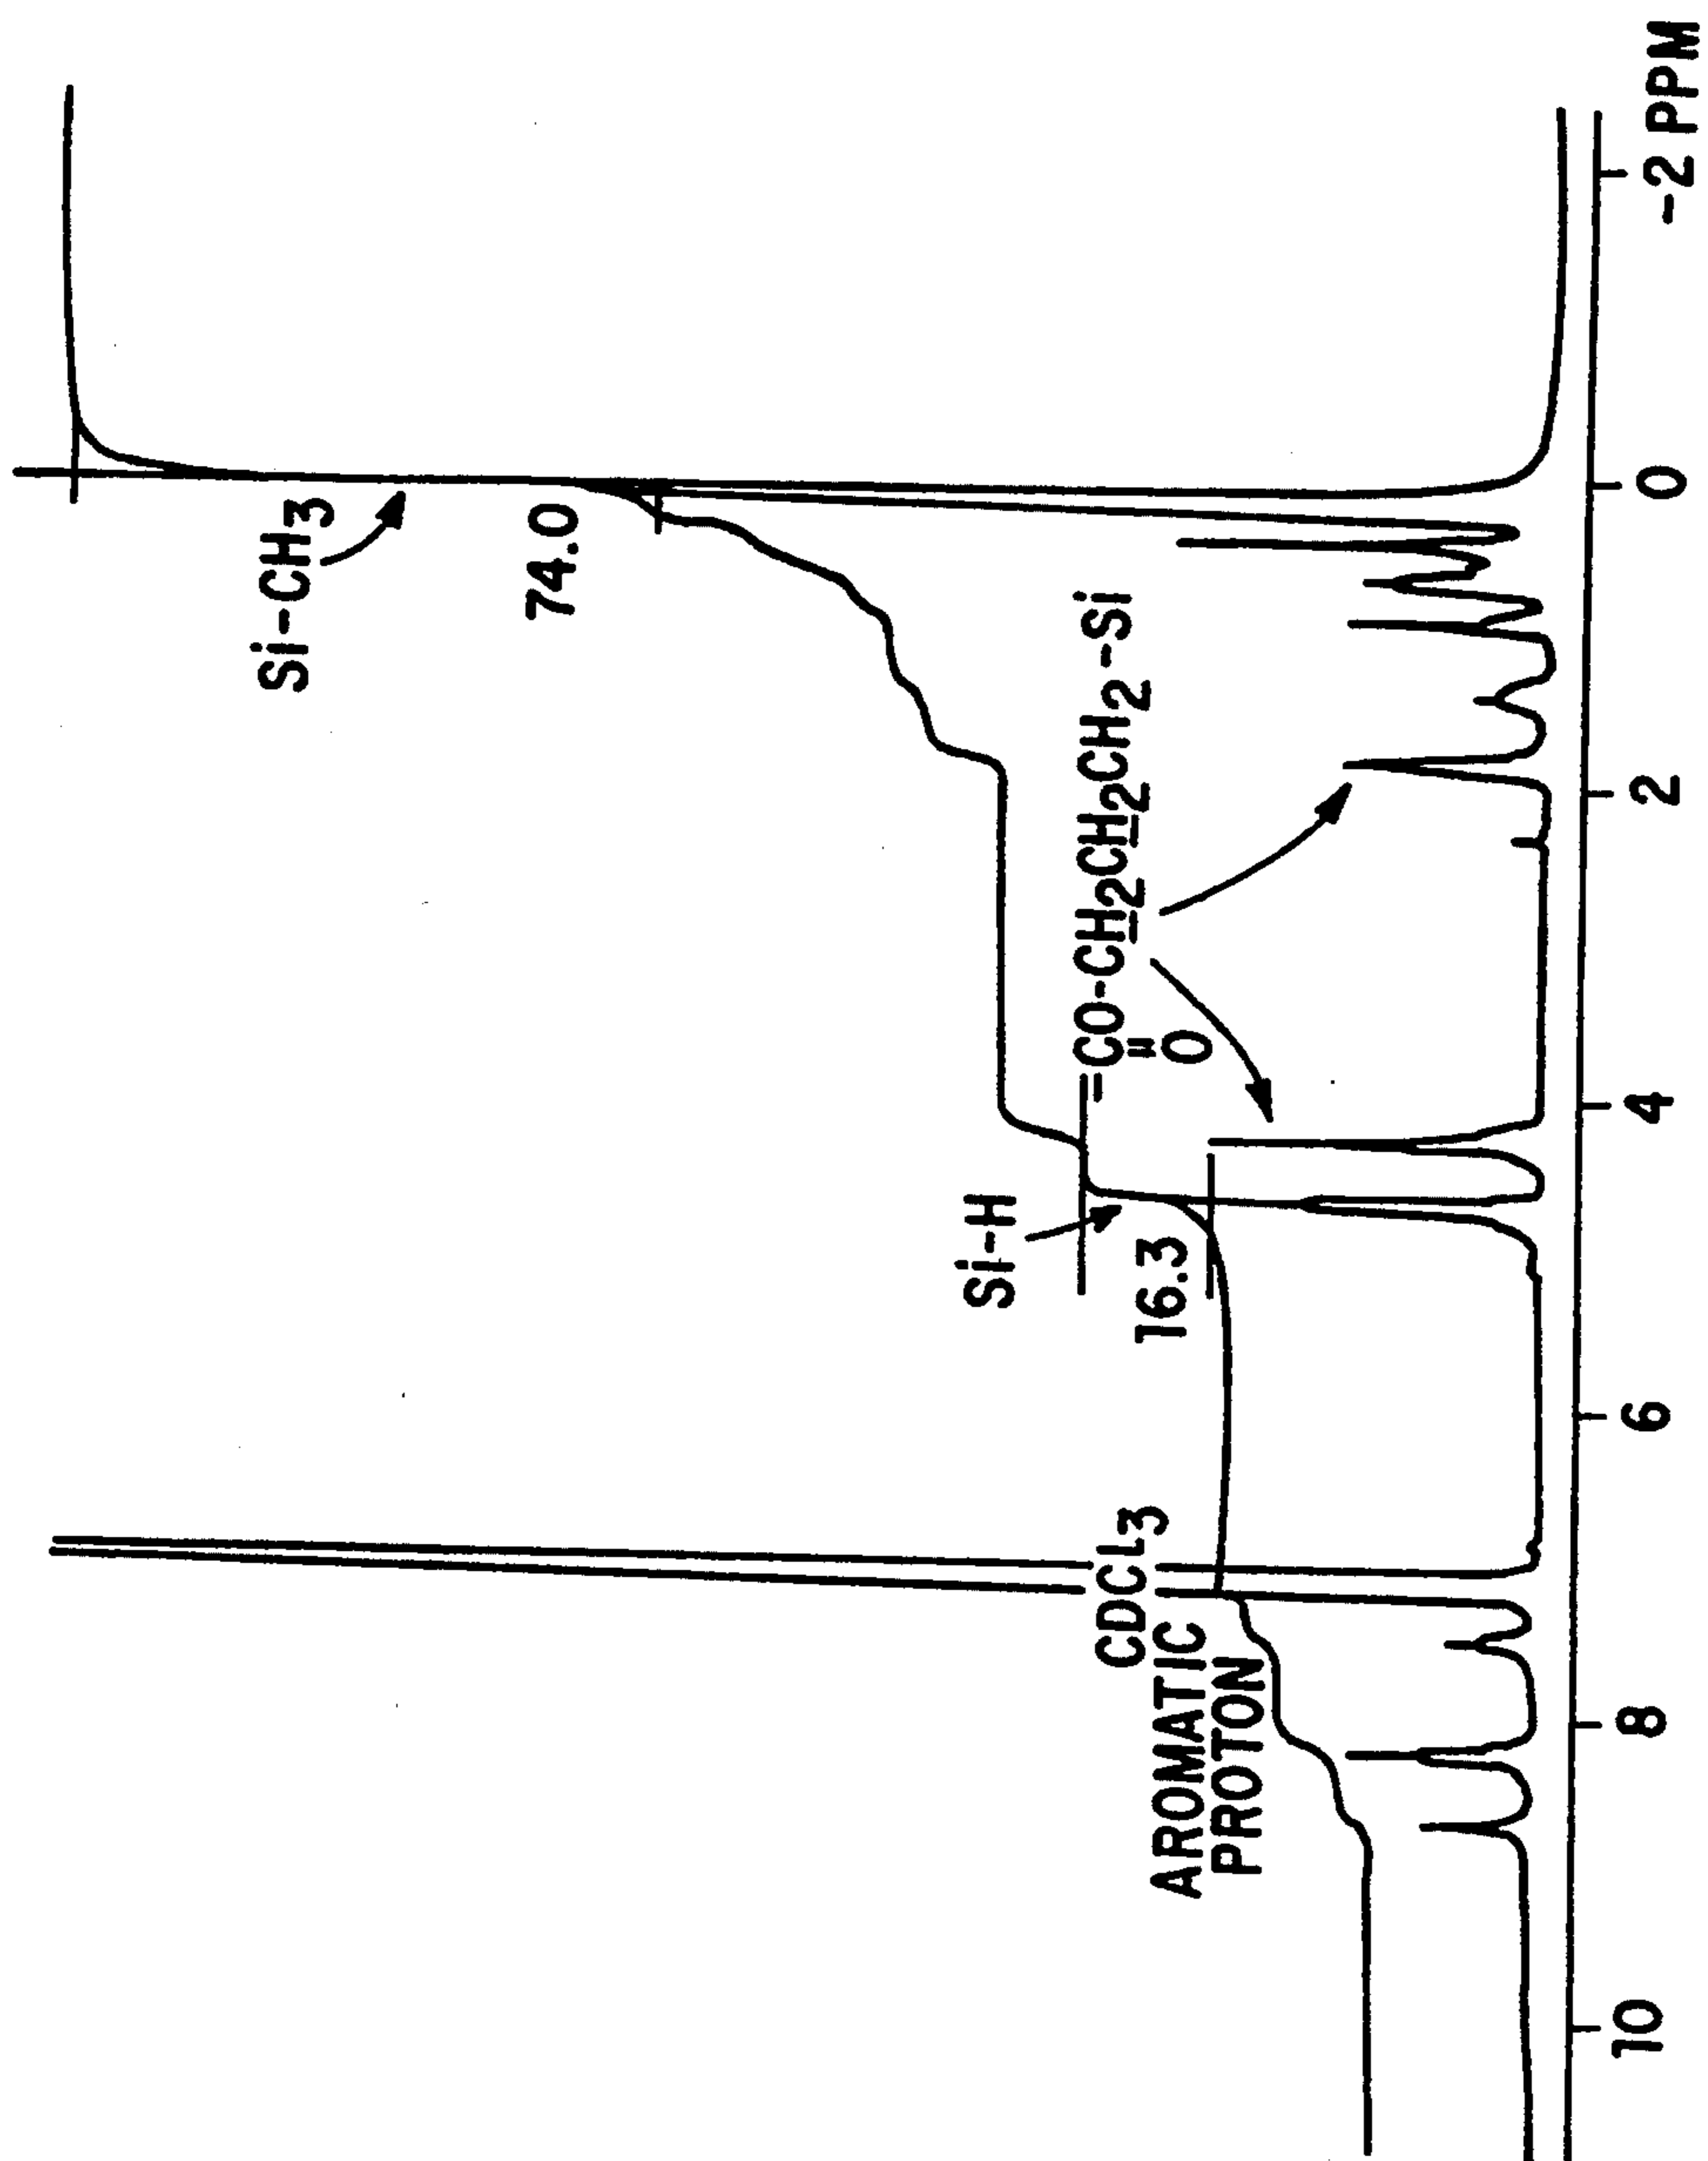 Si-CH3
74.0
-CO-CH2CH2CH2-Si
O
Si-H
16.3
CDCL3
AROMATIC
PROTON
10
8
6
4
2
0
-2 PPM